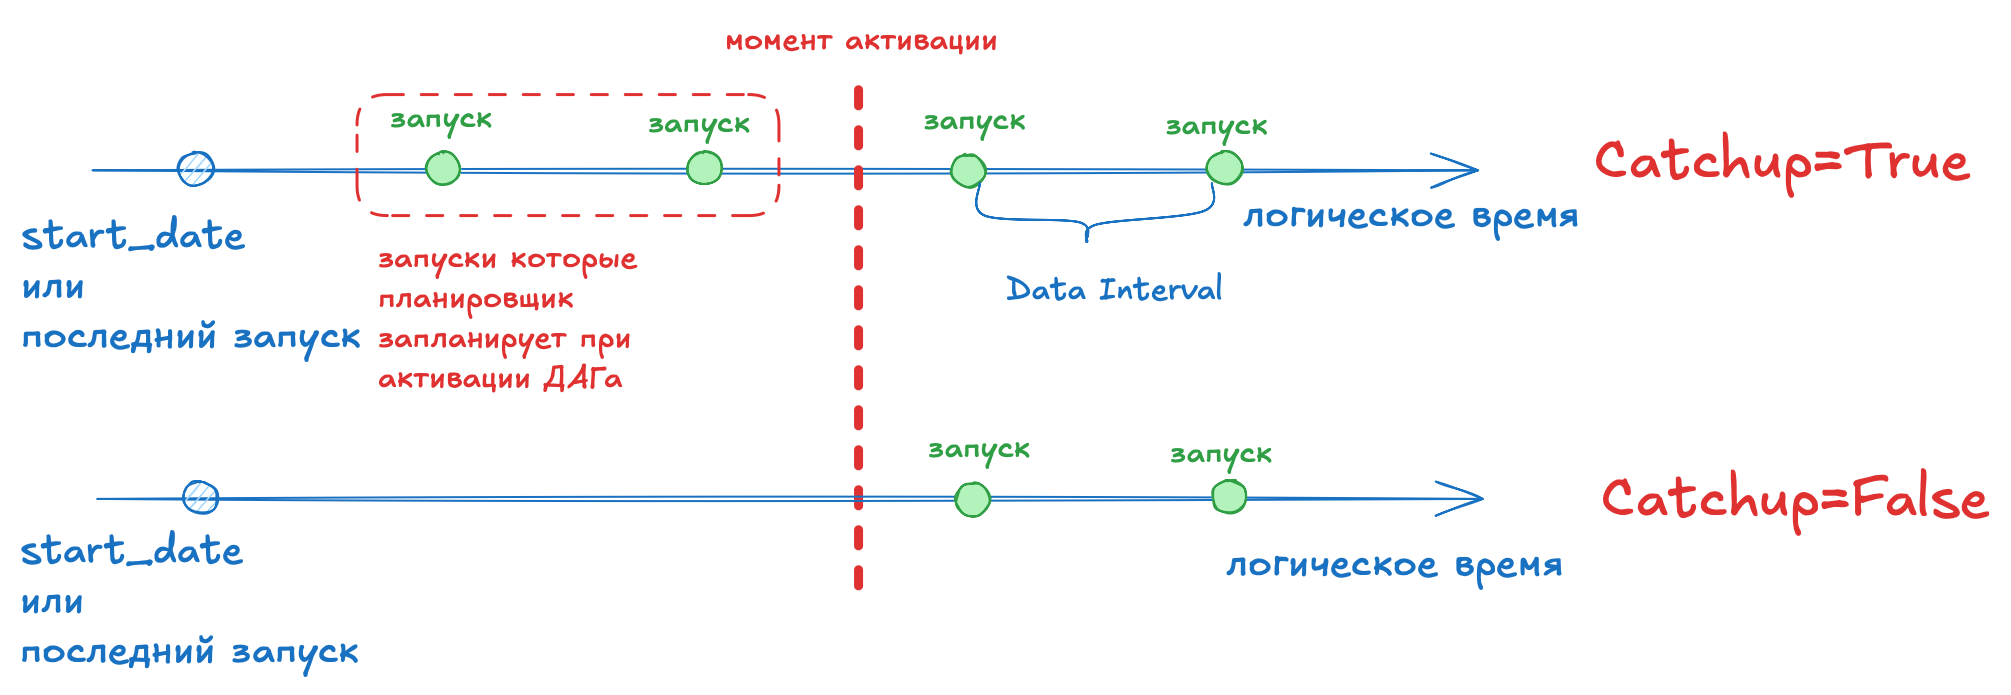 момент активации
запуск
запуск
запуск
запуск
Catchup=True
логическое время
start_date
или
последний запуск
запуски которые
планировщик
запланирует при
активации ДАГа
Data Interval
запуск
запуск
Catchup=False
логическое время
start_date
или
последний запуск